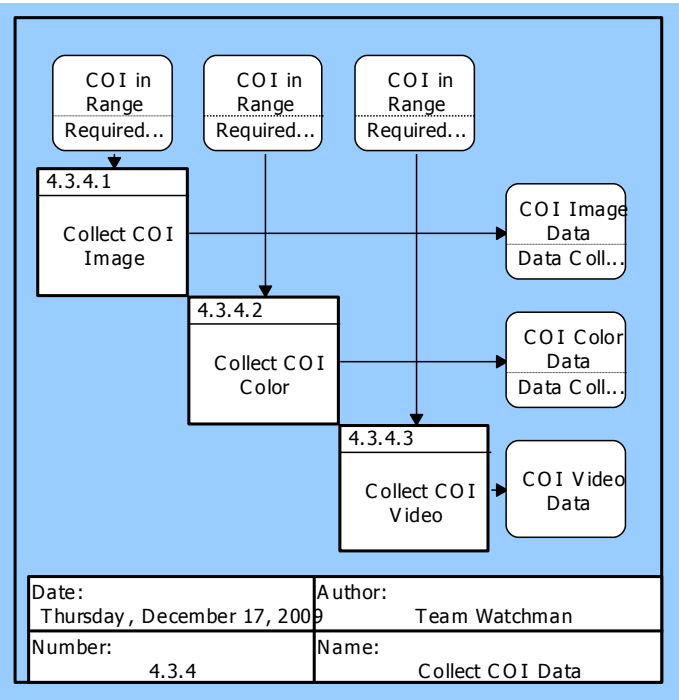 COI in
Range
Required...
COI in
Range
Required...
COI in
Range
Required...
4.3.4.1
Collect COI
Image
COI Image
Data
Data Coll...
4.3.4.2
Collect COI
Color
COI Color
Data
Data Coll...
4.3.4.3
Collect COI
Video
COI Video
Data
Date:
Thursday, December 17, 2009
Author:
Team Watchman
Number:
4.3.4
Name:
Collect COI Data